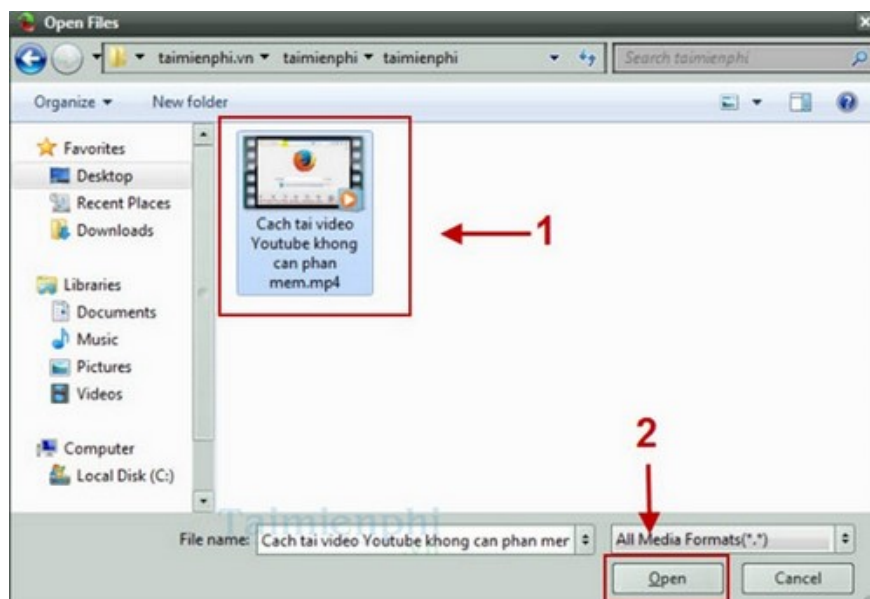 Open Files
taimienphi.vn taimienphi taimienphi
Search taimienphi
Organize New folder
Favorites
Desktop
Recent Places
Downloads
Libraries
Documents
Music
Pictures
Videos
Computer
Local Disk (C:)
Cach tai video
Youtube khong
can phan
mem.mp4
1
2
Taimienphi
File name: Cach tai video Youtube khong can phan mer
All Media Formats(*.*)
Open Cancel